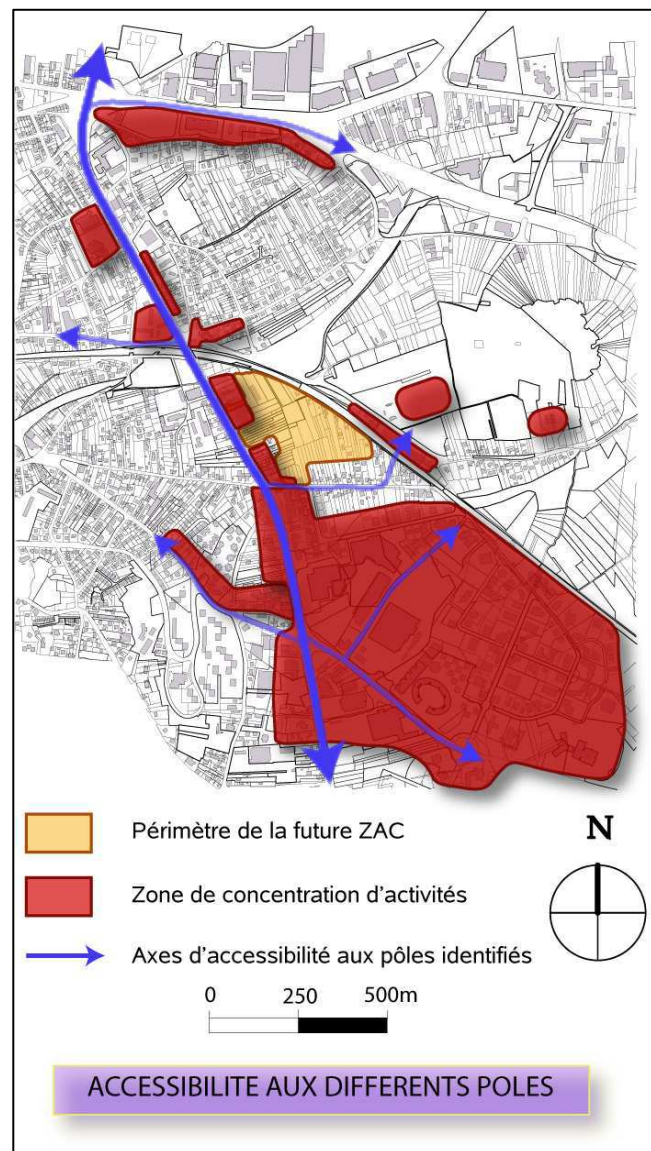 Périmètre de la future ZAC
N
Zone de concentration d'activités
Axes d'accessibilité aux pôles identifiés
0 250 500m
ACCESSIBILITE AUX DIFFERENTS POLES